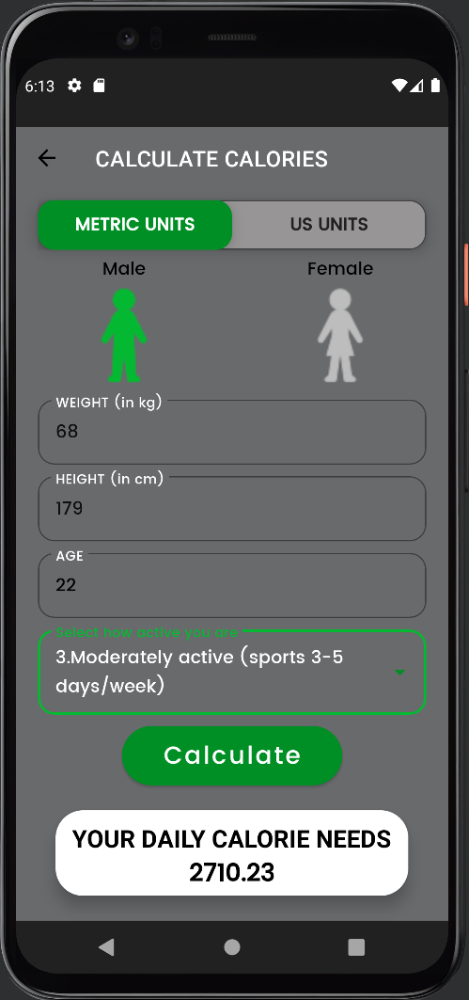 6:13
CALCULATE CALORIES
METRIC UNITS
US UNITS
Male
Female
WEIGHT (in kg)
68
HEIGHT (in cm)
179
AGE
22
Select how active you are
3.Moderately active (sports 3-5
days/week)
Calculate
YOUR DAILY CALORIE NEEDS
2710.23